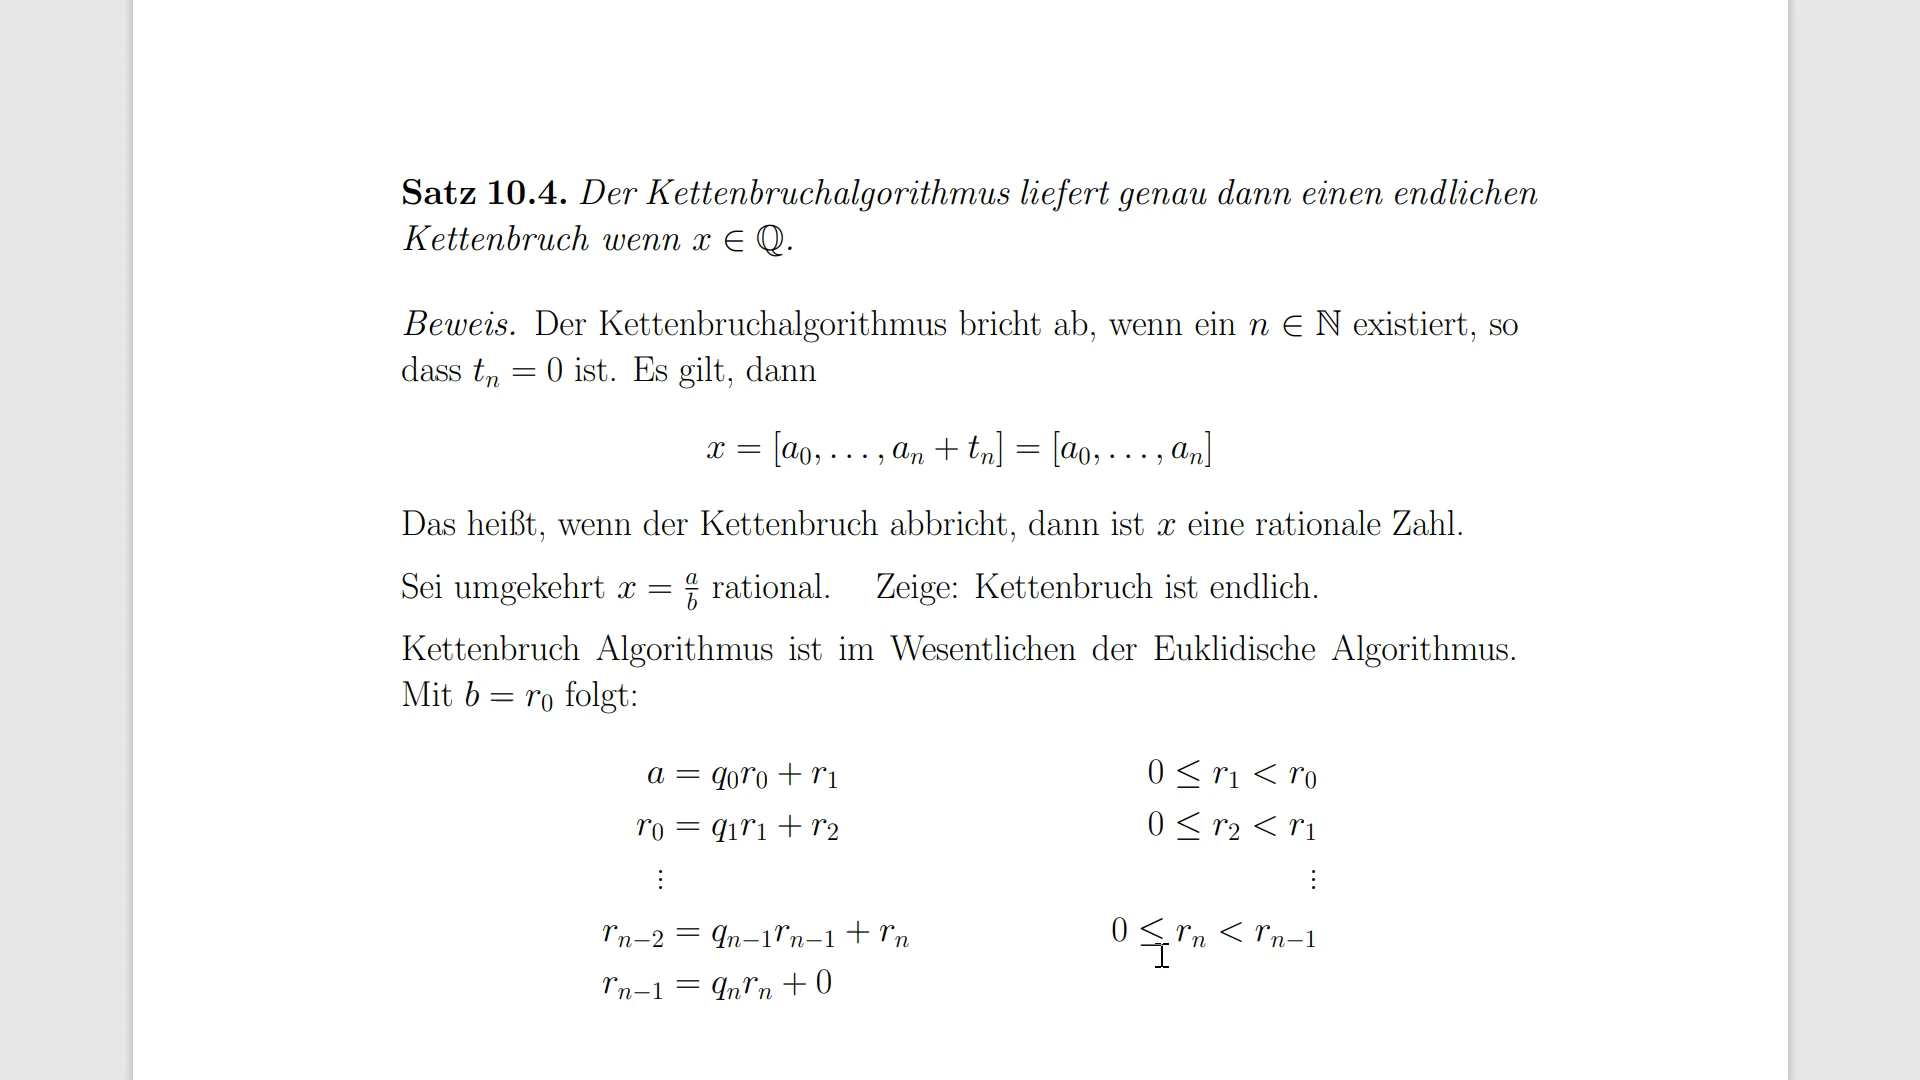 Satz 10.4. Der Kettenbruchalgorithmus liefert genau dann einen endlichen
Kettenbruch wenn x ∈ ℚ.
Beweis. Der Kettenbruchalgorithmus bricht ab, wenn ein n ∈ ℕ existiert, so
dass tₙ = 0 ist. Es gilt, dann
x = [a₀, . . . , aₙ + tₙ] = [a₀, . . . , aₙ]
Das heißt, wenn der Kettenbruch abbricht, dann ist x eine rationale Zahl.
Sei umgekehrt x = a/b rational. Zeige: Kettenbruch ist endlich.
Kettenbruch Algorithmus ist im Wesentlichen der Euklidische Algorithmus.
Mit b = r₀ folgt:
a = q₀r₀ + r₁ 0 ≤ r₁ < r₀
r₀ = q₁r₁ + r₂ 0 ≤ r₂ < r₁
⋮ ⋮
rₙ₋₂ = qₙ₋₁rₙ₋₁ + rₙ 0 ≤ rₙ < rₙ₋₁
rₙ₋₁ = qₙrₙ + 0